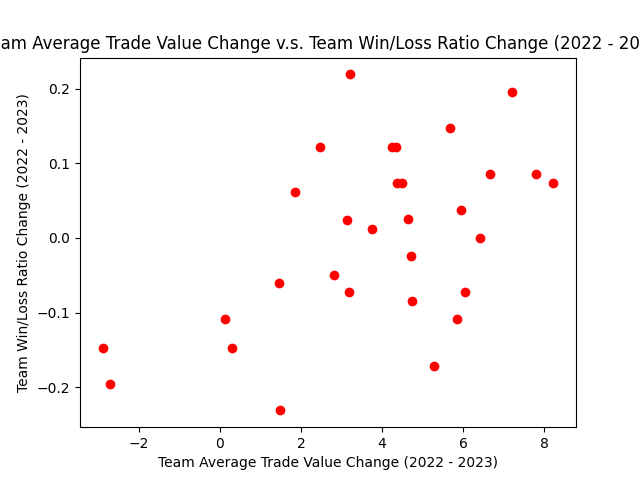 am Average Trade Value Change v.s. Team Win/Loss Ratio Change (2022 - 20
0.2
0.1
0.0
−0.1
−0.2
Team Win/Loss Ratio Change (2022 - 2023)
−2 0 2 4 6 8
Team Average Trade Value Change (2022 - 2023)